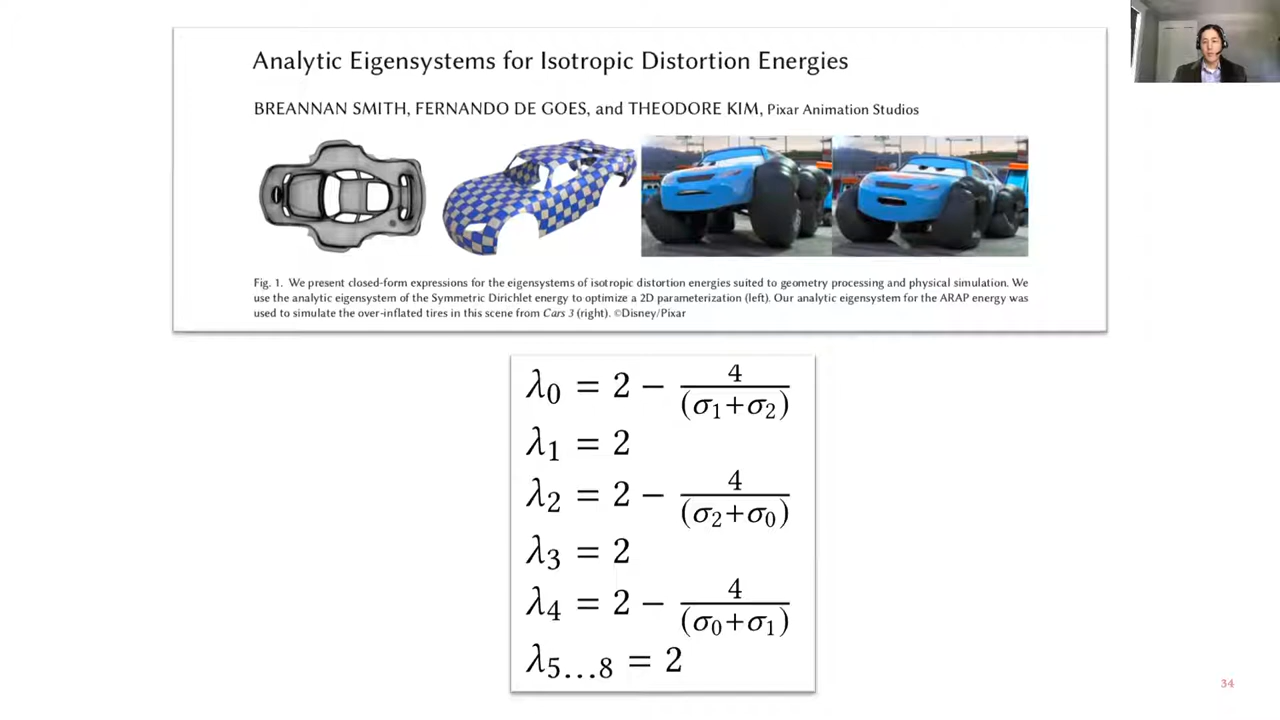 Analytic Eigensystems for Isotropic Distortion Energies
BREANNAN SMITH, FERNANDO DE GOES, and THEODORE KIM, Pixar Animation Studios
Fig. 1. We present closed-form expressions for the eigensystems of isotropic distortion energies suited to geometry processing and physical simulation. We
use the analytic eigensystem of the Symmetric Dirichlet energy to optimize a 2D parameterization (left). Our analytic eigensystem for the ARAP energy was
used to simulate the over-inflated tires in this scene from Cars 3 (right). ©Disney/Pixar
λ₀ = 2 − 4/(σ₁+σ₂)
λ₁ = 2
λ₂ = 2 − 4/(σ₂+σ₀)
λ₃ = 2
λ₄ = 2 − 4/(σ₀+σ₁)
λ₅…₈ = 2
34